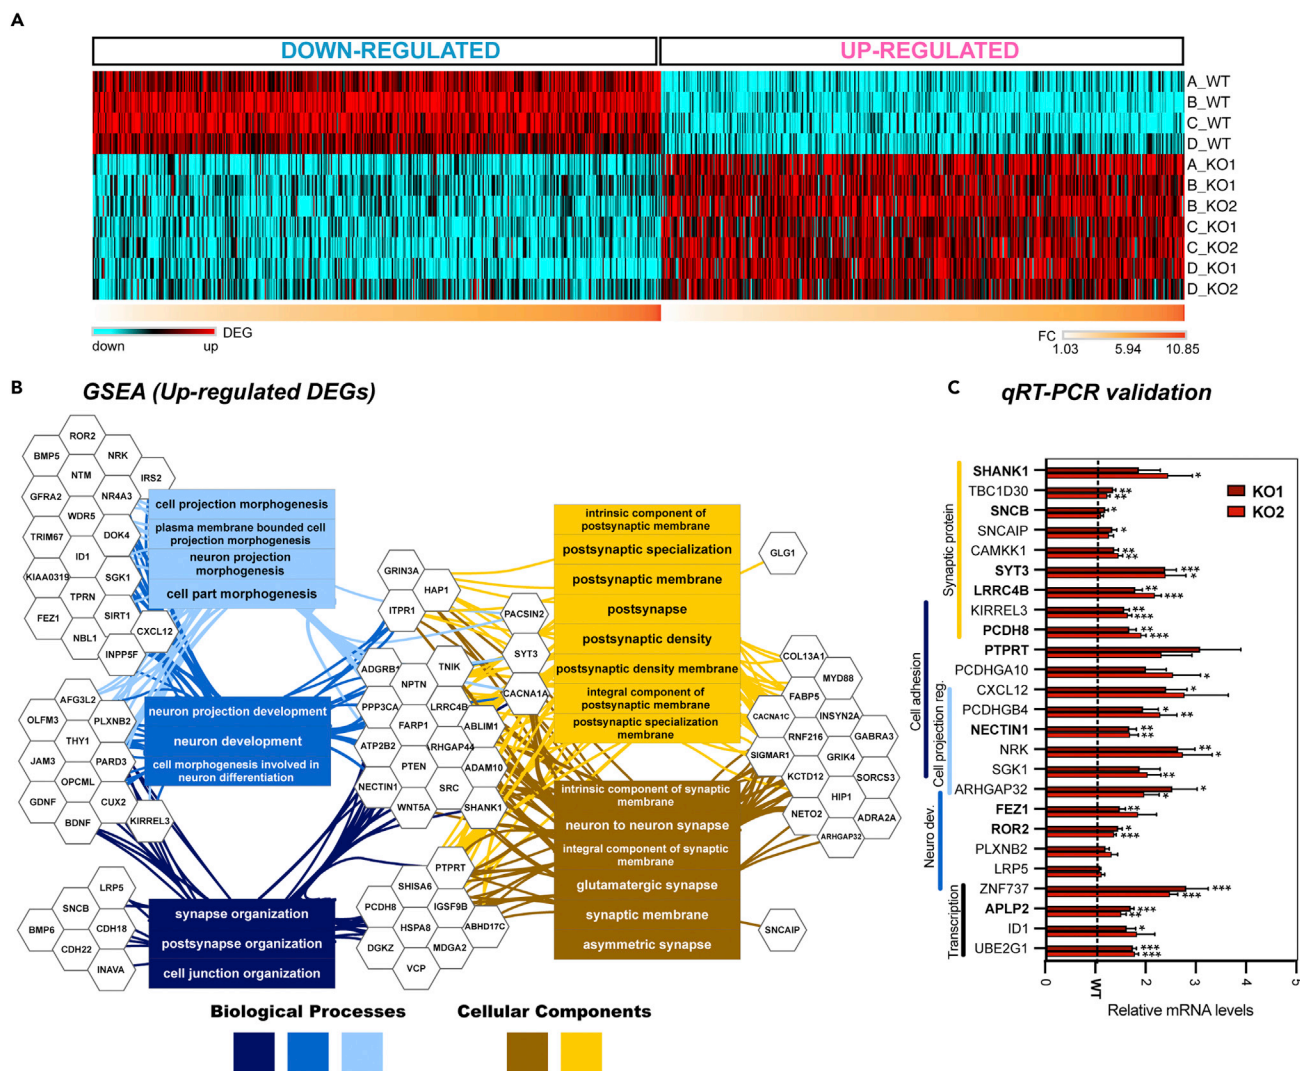 A
DOWN-REGULATED
UP-REGULATED
A_WT
B_WT
C_WT
D_WT
A_KO1
B_KO1
B_KO2
C_KO1
C_KO2
D_KO1
D_KO2
DEG
down up
FC
1.03 5.94 10.85
B
GSEA (Up-regulated DEGs)
ROR2
BMP5
NRK
NTM
IRS2
GFRA2
NR4A3
WDR5
TRIM67
DOK4
ID1
KIAA0319
SGK1
TPRN
FEZ1
SIRT1
NBL1
CXCL12
INPP5F
cell projection morphogenesis
plasma membrane bounded cell
projection morphogenesis
neuron projection
morphogenesis
cell part morphogenesis
AFG3L2
OLFM3
PLXNB2
THY1
JAM3
PARD3
OPCML
GDNF
CUX2
BDNF
KIRREL3
neuron projection development
neuron development
cell morphogenesis involved in
neuron differentiation
LRP5
SNCB
BMP6
CDH18
CDH22
INAVA
synapse organization
postsynapse organization
cell junction organization
GRIN3A
HAP1
ITPR1
PACSIN2
SYT3
CACNA1A
ADGRB1
TNIK
NPTN
PPP3CA
LRRC4B
FARP1
ABLIM1
ATP2B2
RHGAP44
PTEN
ADAM10
NECTIN1
SRC
WNT5A
SHANK1
PTPRT
SHISA6
PCDH8
IGSF9B
HSPA8
ABHD17C
DGKZ
MDGA2
VCP
intrinsic component of
postsynaptic membrane
postsynaptic specialization
postsynaptic membrane
postsynapse
postsynaptic density
postsynaptic density membrane
integral component of
postsynaptic membrane
postsynaptic specialization
membrane
intrinsic component of synaptic
membrane
neuron to neuron synapse
integral component of synaptic
membrane
glutamatergic synapse
synaptic membrane
asymmetric synapse
GLG1
COL13A1
MYD88
FABP5
CACNA1C
INSYN2A
RNF216
GABRA3
SIGMAR1
GRIK4
KCTD12
SORCS3
HIP1
NETO2
ADRA2A
ARHGAP32
SNCAIP
Biological Processes
Cellular Components
C
qRT-PCR validation
KO1
KO2
Synaptic protein
Cell adhesion
Cell projection reg.
Neuro dev.
Transcription
SHANK1 *
TBC1D30 ** **
SNCB *
SNCAIP *
CAMKK1 ** **
SYT3 *** *
LRRC4B ** ***
KIRREL3 ** ***
PCDH8 ** ***
PTPRT
PCDHGA10 *
CXCL12 *
PCDHGB4 * **
NECTIN1 ** **
NRK ** *
SGK1 **
ARHGAP32 * *
FEZ1 **
ROR2 * ***
PLXNB2
LRP5
ZNF737 *** ***
APLP2 *** **
ID1 *
UBE2G1 *** ***
0 WT 2 3 4 5
Relative mRNA levels